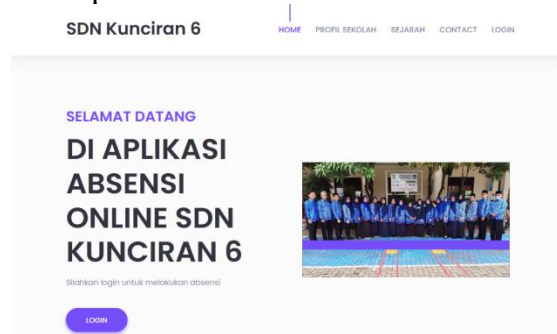 SDN Kunciran 6
HOME PROFIL SEKOLAH SEJARAH CONTACT LOGIN
SELAMAT DATANG
DI APLIKASI
ABSENSI
ONLINE SDN
KUNCIRAN 6
Silahkan login untuk melakukan absensi
LOGIN